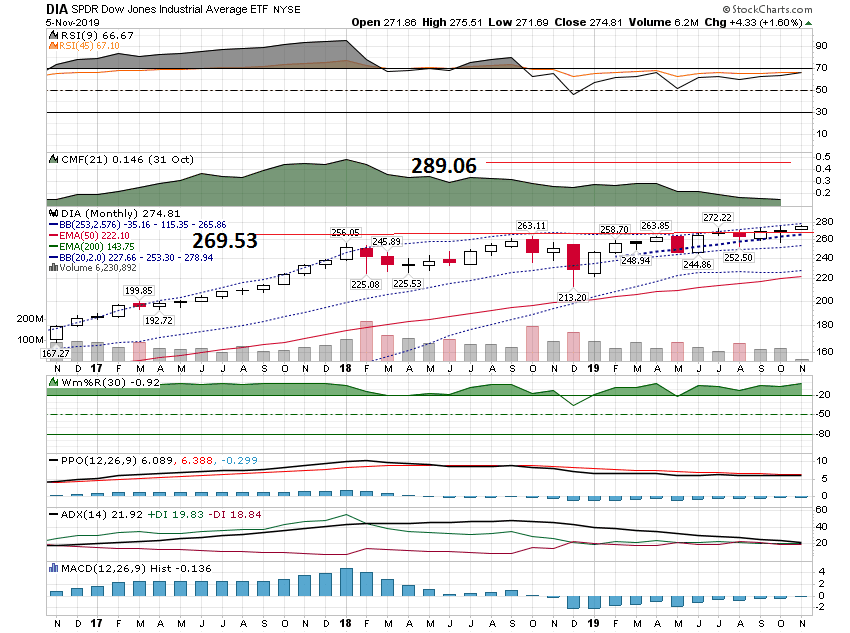 DIA SPDR Dow Jones Industrial Average ETF NYSE
© StockCharts.com
5-Nov-2019
Open 271.86 High 275.51 Low 271.69 Close 274.81 Volume 6.2M Chg +4.33 (+1.60%)
RSI(9) 66.67
RSI(45) 67.10
90
70
50
30
10
CMF(21) 0.146 (31 Oct)
289.06
0.5
0.4
0.3
0.2
DIA (Monthly) 274.81
BB(253,2.576) -35.16 - 115.35 - 265.86
EMA(50) 222.10
EMA(200) 143.75
BB(20,2.0) 227.66 - 253.30 - 278.94
Volume 6,230,892
269.53
256.05
245.89
263.11
258.70
263.85
272.22
248.94
244.86
252.50
225.08
225.53
213.20
199.85
192.72
167.27
280
260
240
220
200
180
160
200M
100M
N D 17 F M A M J J A S O N D 18 F M A M J J A S O N D 19 F M A M J J A S O N
Wm%R(30) -0.92
-20
-50
-80
PPO(12,26,9) 6.089, 6.388, -0.299
10
5
0
ADX(14) 21.92 +DI 19.83 -DI 18.84
60
40
20
MACD(12,26,9) Hist -0.136
4
2
0
-2
N D 17 F M A M J J A S O N D 18 F M A M J J A S O N D 19 F M A M J J A S O N